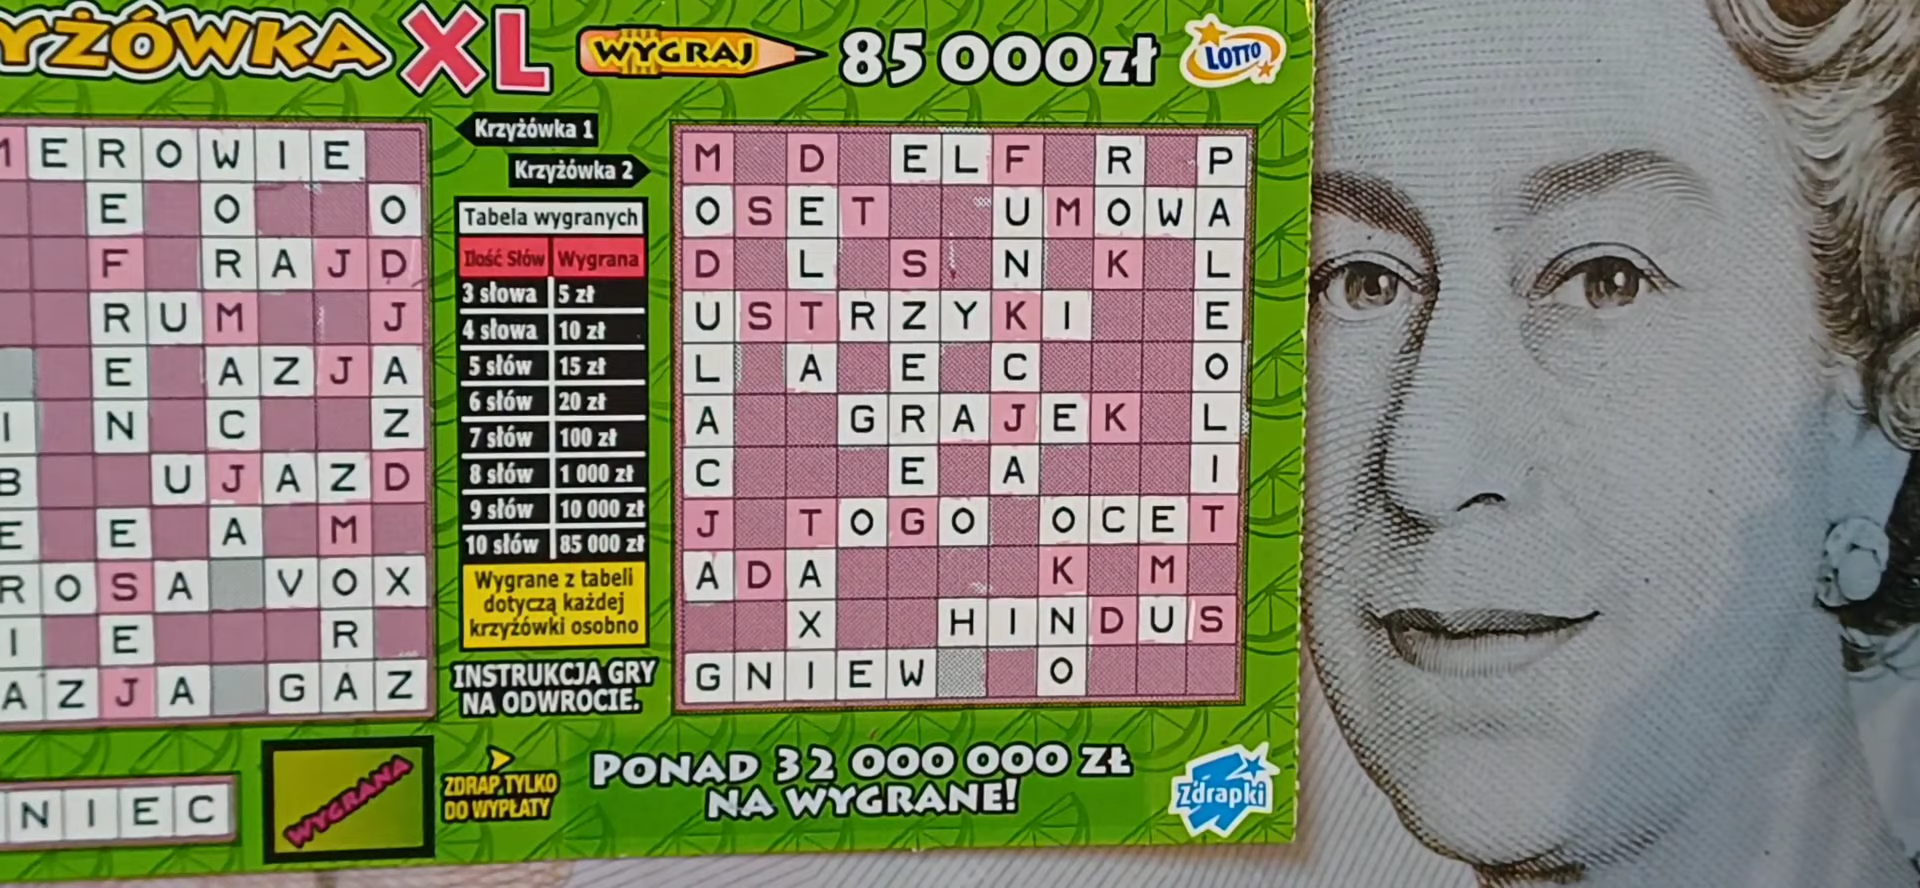 YŻÓWKA XL WYGRAJ 85 000 zł LOTTO
Krzyżówka 1
Krzyżówka 2
M E R O W I E
E O O
F R A J D
R U M J
E A Z J A
I N C Z
B U J A Z D
E E A M
R O S A V O X
I E R
A Z J A G A Z
N I E C
WYGRANA
Tabela wygranych
Ilość Słów Wygrana
3 słowa 5 zł
4 słowa 10 zł
5 słów 15 zł
6 słów 20 zł
7 słów 100 zł
8 słów 1 000 zł
9 słów 10 000 zł
10 słów 85 000 zł
Wygrane z tabeli
dotyczą każdej
krzyżówki osobno
INSTRUKCJA GRY
NA ODWROCIE.
ZDRAP TYLKO
DO WYPŁATY
M D E L F R P
O S E T U M O W A
D L S N K L
U S T R Z Y K I E
L A E C O
A G R A J E K L
C E A I
J T O G O O C E T
A D A K M
X H I N D U S
G N I E W O
PONAD 32 000 000 ZŁ
NA WYGRANE!
Zdrapki